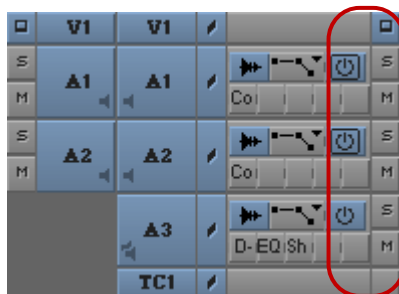 V1 V1
S S
A1 A1
M Co M
S S
A2 A2
M Co M
S
A3
D- EQ Sh M
TC1